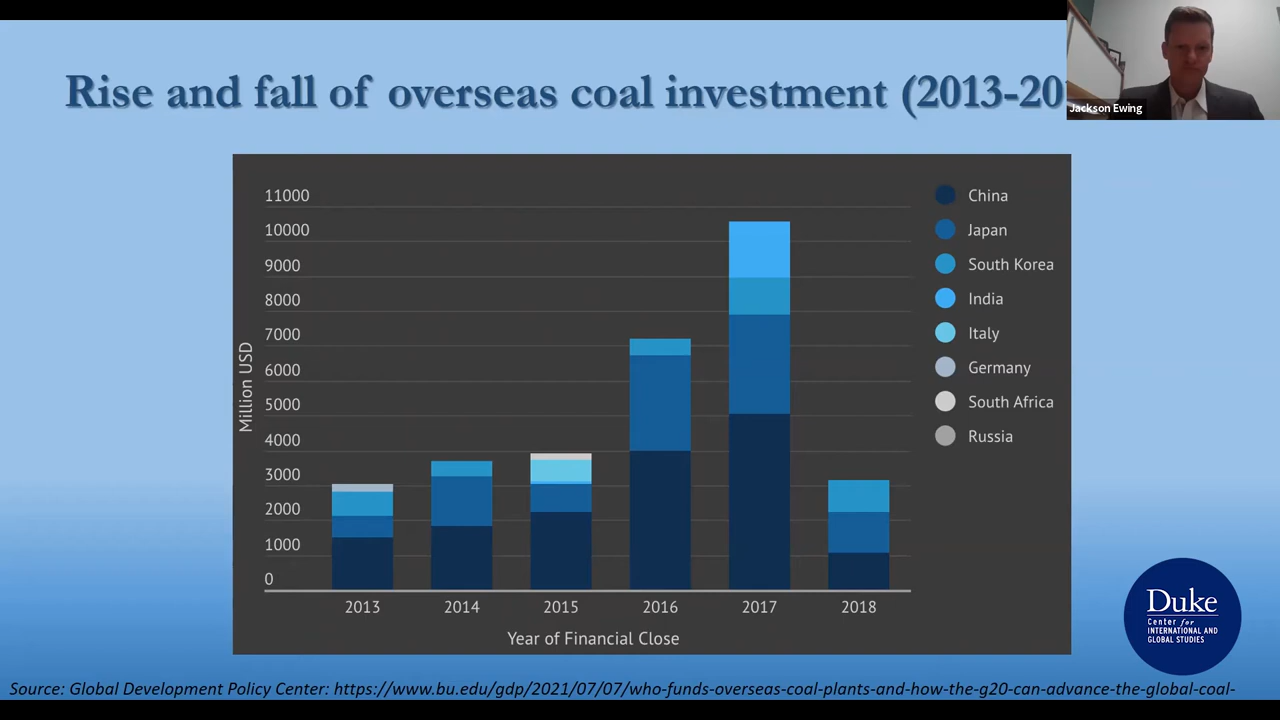 Rise and fall of overseas coal investment (2013-20
Jackson Ewing
11000
10000
9000
8000
7000
6000
5000
4000
3000
2000
1000
0
Million USD
2013 2014 2015 2016 2017 2018
Year of Financial Close
China
Japan
South Korea
India
Italy
Germany
South Africa
Russia
Duke
Center for
INTERNATIONAL AND
GLOBAL STUDIES
Source: Global Development Policy Center: https://www.bu.edu/gdp/2021/07/07/who-funds-overseas-coal-plants-and-how-the-g20-can-advance-the-global-coal-